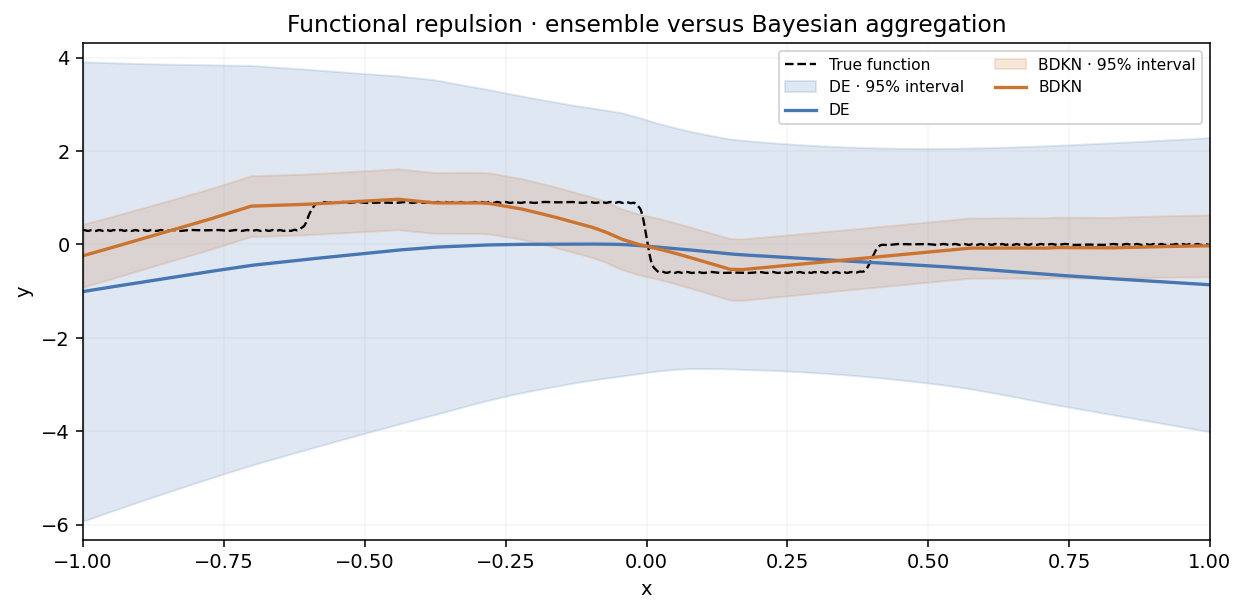 Functional repulsion · ensemble versus Bayesian aggregation
True function
DE · 95% interval
DE
BDKN · 95% interval
BDKN
y
4
2
0
−2
−4
−6
−1.00 −0.75 −0.50 −0.25 0.00 0.25 0.50 0.75 1.00
x